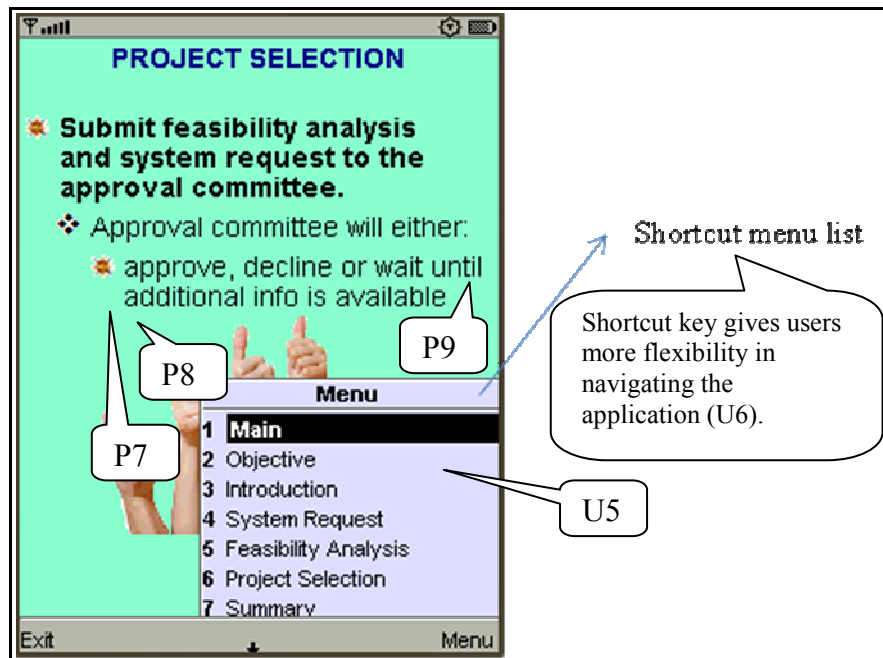 PROJECT SELECTION
Submit feasibility analysis
and system request to the
approval committee.
Approval committee will either:
approve, decline or wait until
additional info is available
P9
P8
P7
Menu
1 Main
2 Objective
3 Introduction
4 System Request
5 Feasibility Analysis
6 Project Selection
7 Summary
Exit
Menu
Shortcut menu list
Shortcut key gives users
more flexibility in
navigating the
application (U6).
U5